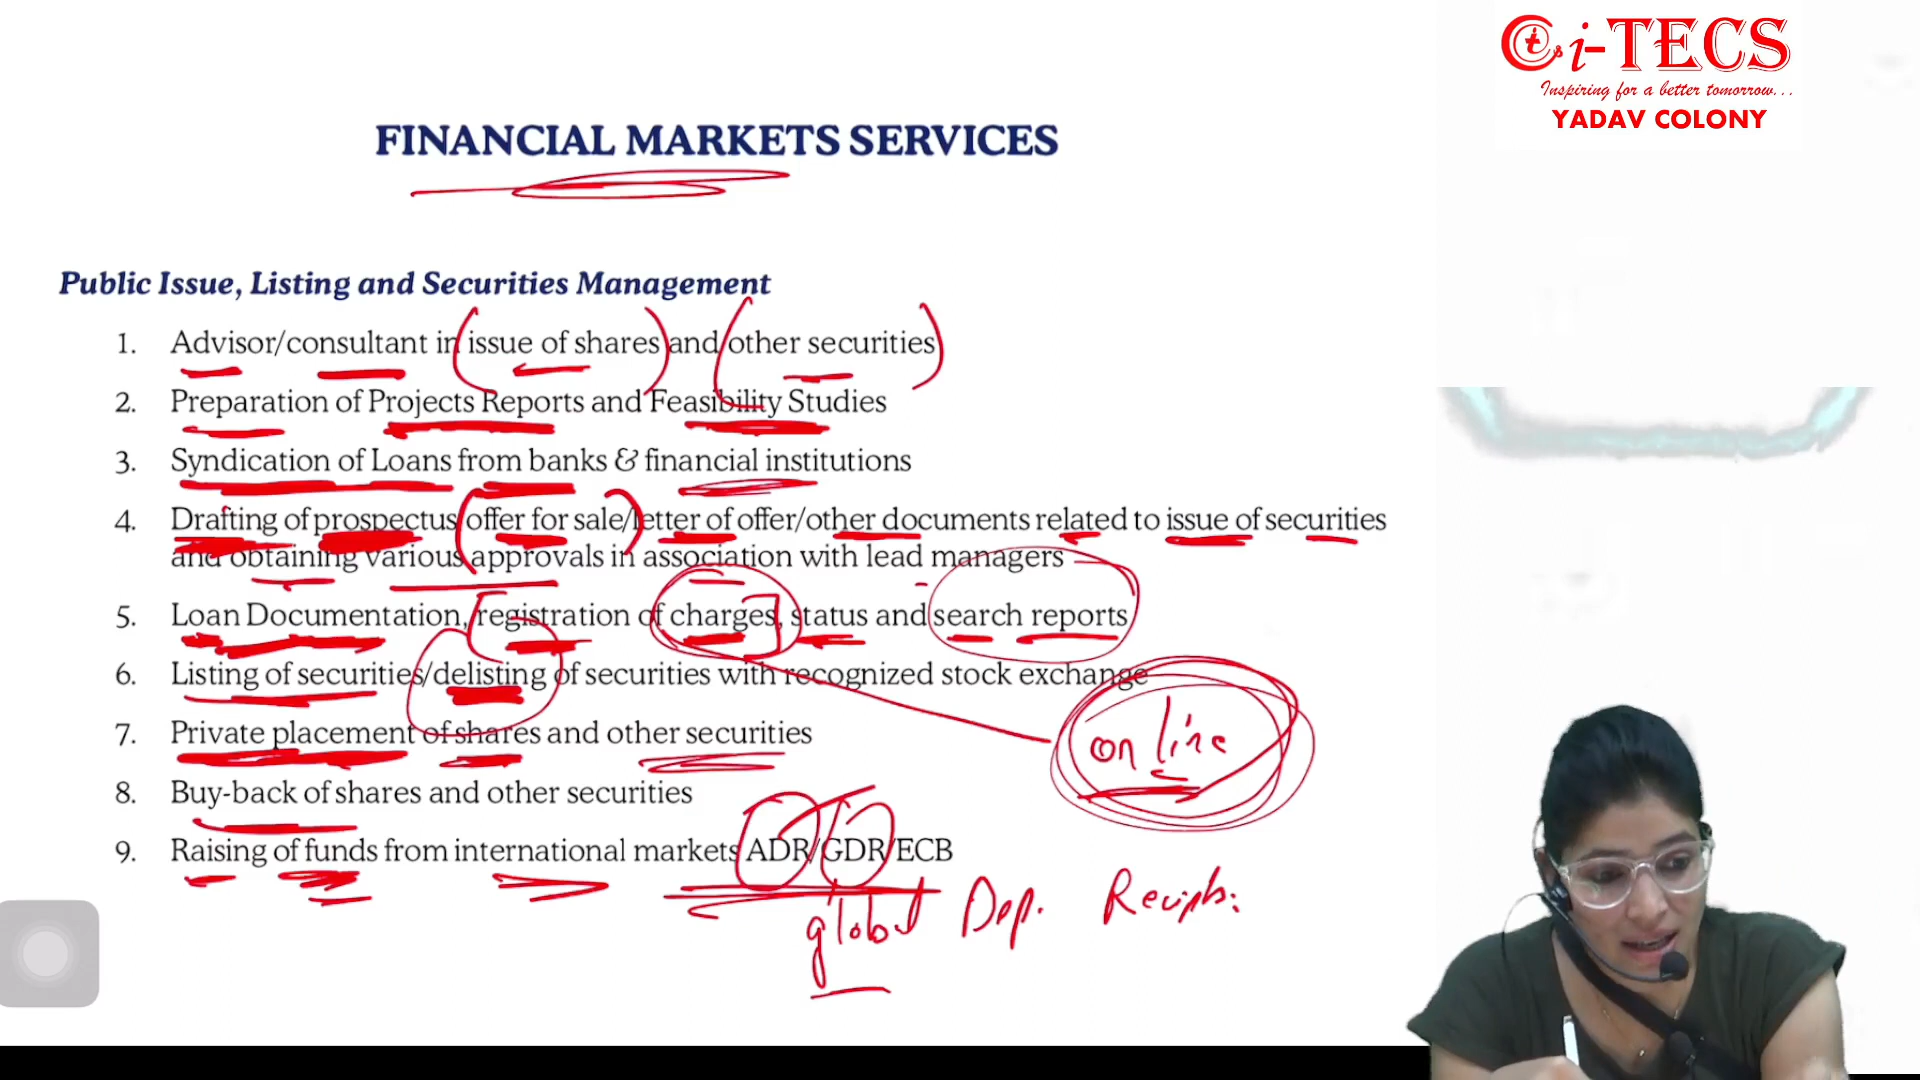 i-TECS
Inspiring for a better tomorrow...
YADAV COLONY
FINANCIAL MARKETS SERVICES
Public Issue, Listing and Securities Management
1. Advisor/consultant in issue of shares and other securities
2. Preparation of Projects Reports and Feasibility Studies
3. Syndication of Loans from banks & financial institutions
4. Drafting of prospectus/offer for sale/letter of offer/other documents related to issue of securities
and obtaining various approvals in association with lead managers
5. Loan Documentation, registration of charges, status and search reports
6. Listing of securities/delisting of securities with recognized stock exchange
7. Private placement of shares and other securities
on line
8. Buy-back of shares and other securities
9. Raising of funds from international markets ADR/GDR/ECB
global Dep.